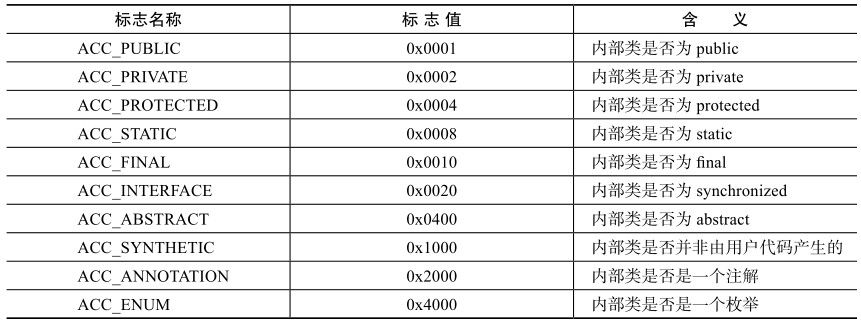 标志名称 标 志 值 含 义
ACC_PUBLIC 0x0001 内部类是否为 public
ACC_PRIVATE 0x0002 内部类是否为 private
ACC_PROTECTED 0x0004 内部类是否为 protected
ACC_STATIC 0x0008 内部类是否为 static
ACC_FINAL 0x0010 内部类是否为 final
ACC_INTERFACE 0x0020 内部类是否为 synchronized
ACC_ABSTRACT 0x0400 内部类是否为 abstract
ACC_SYNTHETIC 0x1000 内部类是否并非由用户代码产生的
ACC_ANNOTATION 0x2000 内部类是否是一个注解
ACC_ENUM 0x4000 内部类是否是一个枚举